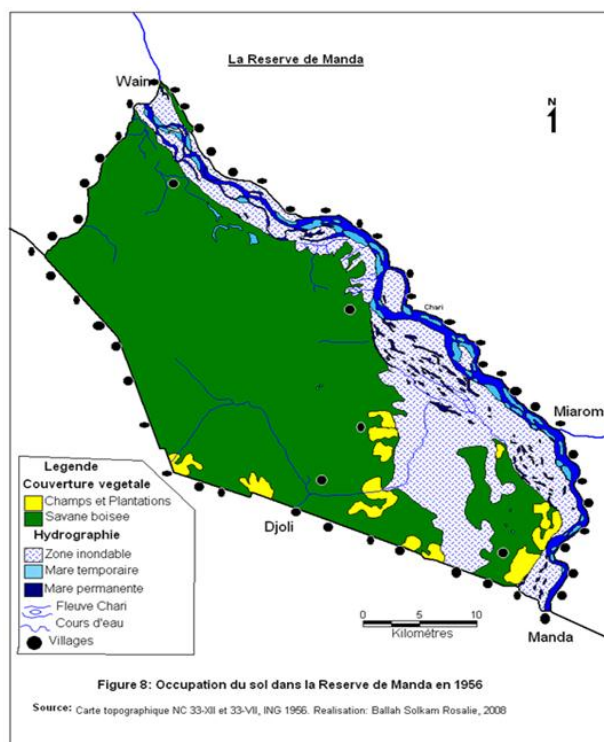 La Reserve de Manda
Wain
N
Chari
Miarom
Djoli
Manda
Legende
Couverture vegetale
Champs et Plantations
Savane boisee
Hydrographie
Zone inondable
Mare temporaire
Mare permanente
Fleuve Chari
Cours d'eau
Villages
0 5 10
Kilométres
Figure 8: Occupation du sol dans la Reserve de Manda en 1956
Source: Carte topographique NC 33-XII et 33-VII, ING 1956. Realisation: Ballah Solkam Rosalie, 2008